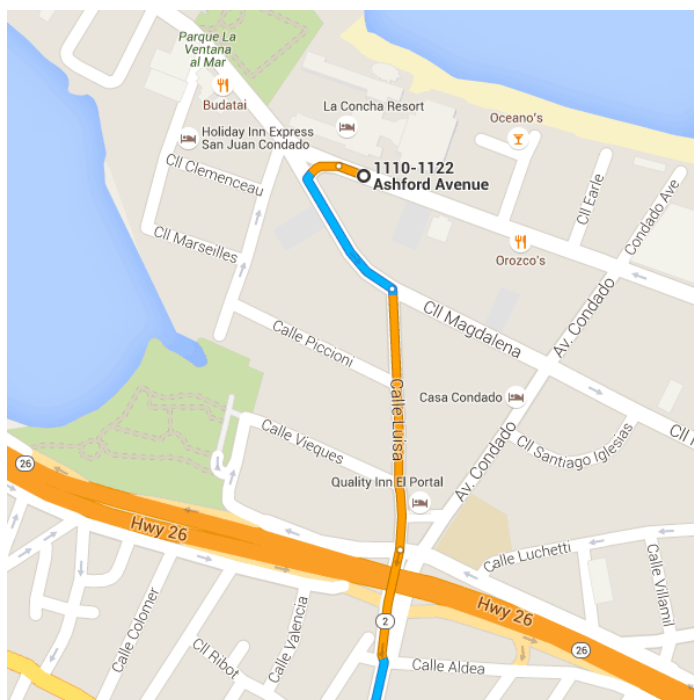 Parque La
Ventana
al Mar
Budatai
La Concha Resort
Oceano's
Holiday Inn Express
San Juan Condado
1110-1122
Ashford Avenue
Cll Clemenceau
Cll Earle
Condado Ave
Cll Marseilles
Orozco's
Cll Magdalena
Av. Condado
Calle Piccioni
Calle Luisa
Casa Condado
Cll M
Calle Vieques
Cll Santiago Iglesias
Av. Condado
Quality Inn El Portal
26
Hwy 26
Calle Luchetti
Calle Villamil
Calle Colomer
Cll Ribot
Calle Valencia
2
Hwy 26
26
Calle Aldea